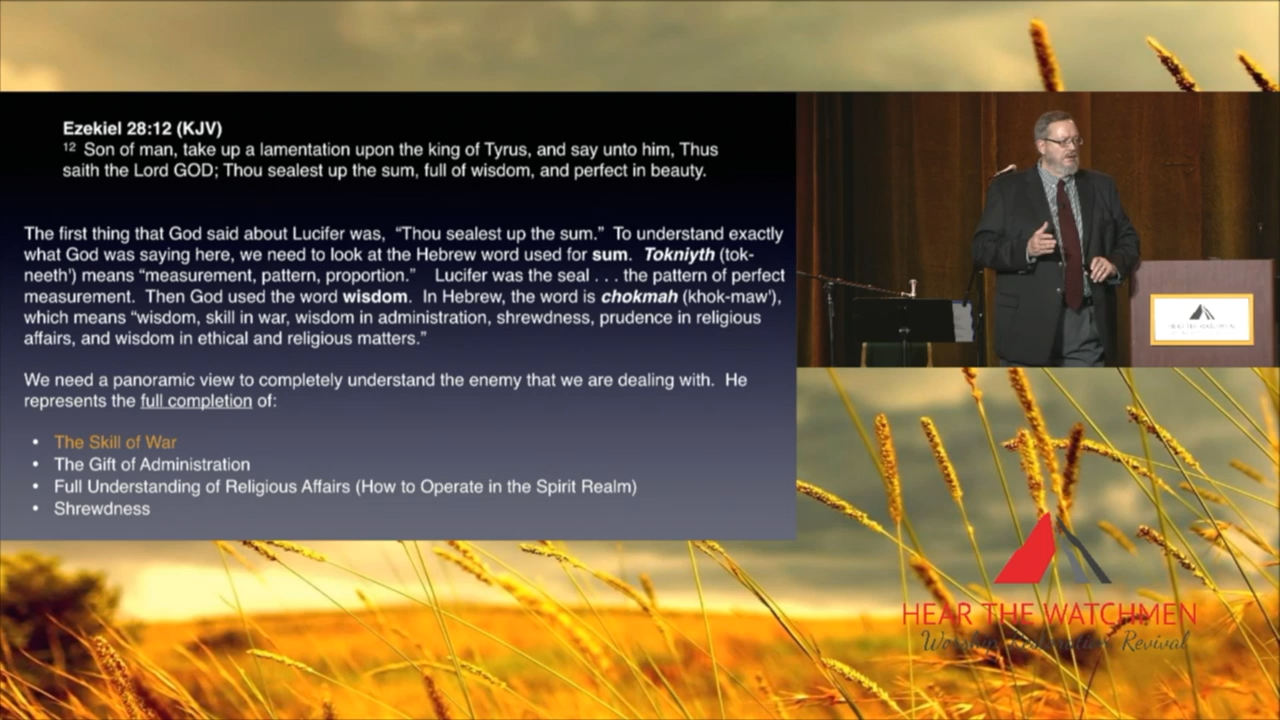 Ezekiel 28:12 (KJV)
12 Son of man, take up a lamentation upon the king of Tyrus, and say unto him, Thus
saith the Lord GOD; Thou sealest up the sum, full of wisdom, and perfect in beauty.
The first thing that God said about Lucifer was, “Thou sealest up the sum.” To understand exactly
what God was saying here, we need to look at the Hebrew word used for sum. Tokniyth (tok-
neeth') means “measurement, pattern, proportion.” Lucifer was the seal . . . the pattern of perfect
measurement. Then God used the word wisdom. In Hebrew, the word is chokmah (khok-maw'),
which means “wisdom, skill in war, wisdom in administration, shrewdness, prudence in religious
affairs, and wisdom in ethical and religious matters.”
We need a panoramic view to completely understand the enemy that we are dealing with. He
represents the full completion of:
• The Skill of War
• The Gift of Administration
• Full Understanding of Religious Affairs (How to Operate in the Spirit Realm)
• Shrewdness
HEAR THE WATCHMEN
HEAR THE WATCHMEN
Worship Revival